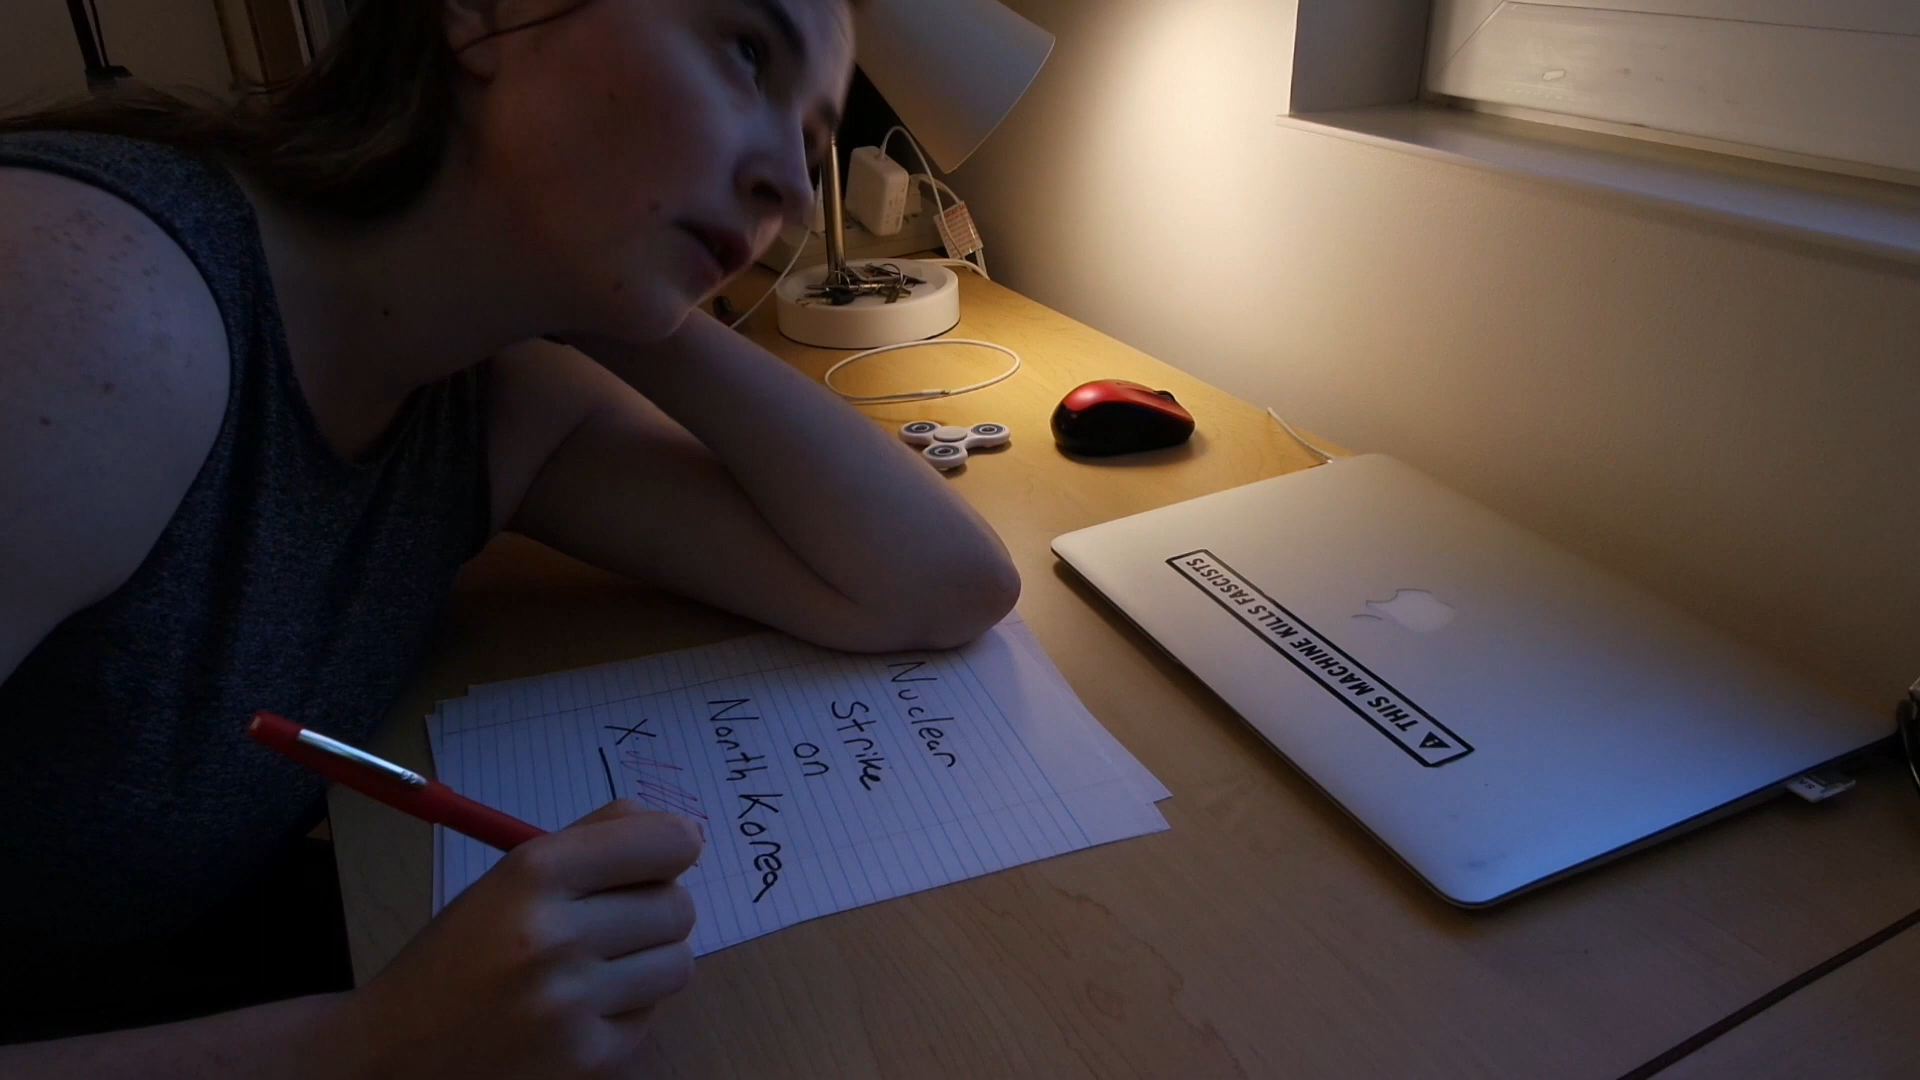 Nuclear
Strike
on
North Korea
X
⚠ THIS MACHINE KILLS FASCISTS